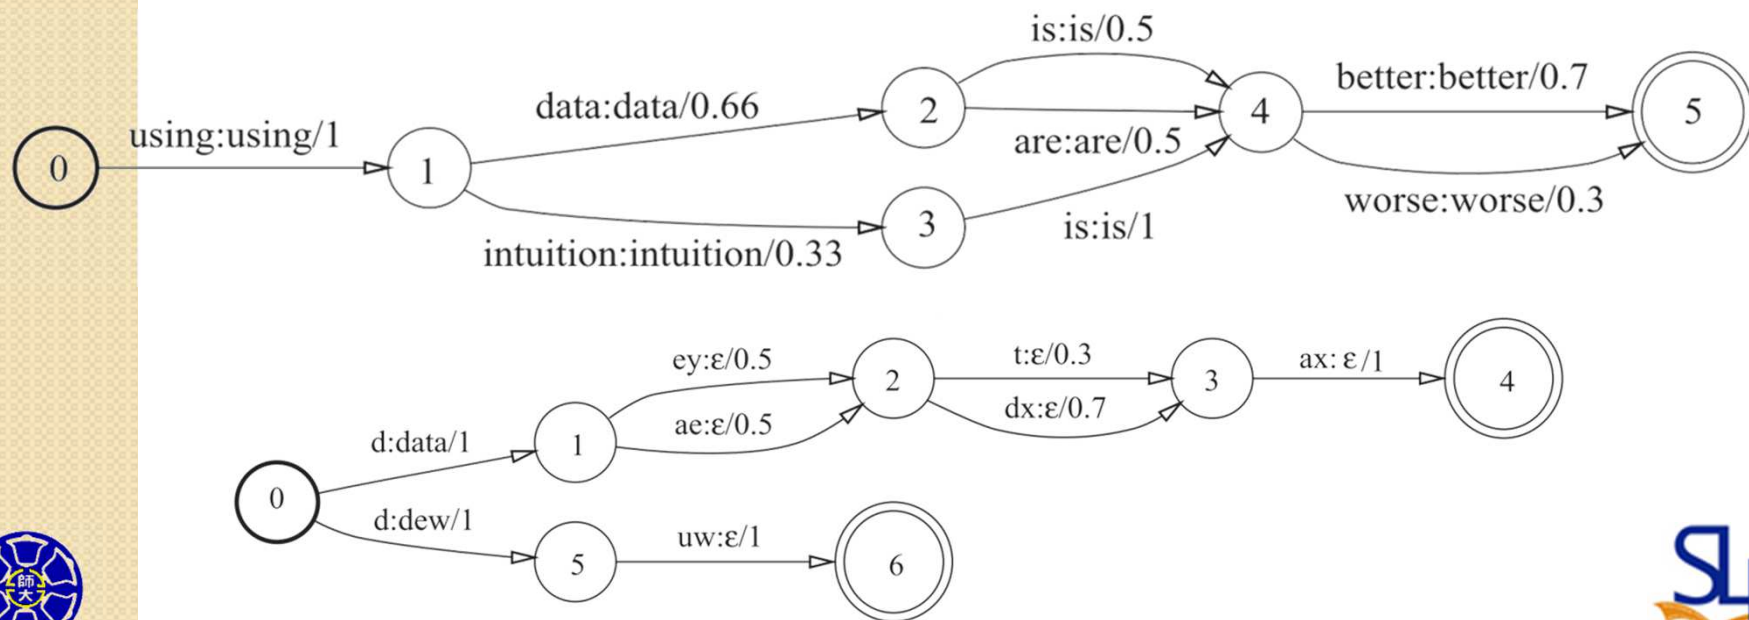 is:is/0.5
better:better/0.7
data:data/0.66
2
4
5
using:using/1
are:are/0.5
0
1
worse:worse/0.3
3
is:is/1
intuition:intuition/0.33
ey:ε/0.5
t:ε/0.3
ax: ε/1
2
3
4
ae:ε/0.5
dx:ε/0.7
d:data/1
1
0
d:dew/1
uw:ε/1
5
6
師大
SL